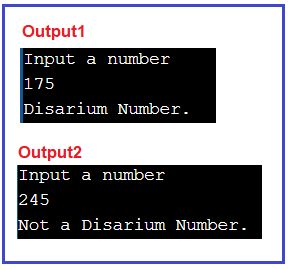 Output1
Input a number
175
Disarium Number.
Output2
Input a number
245
Not a Disarium Number.